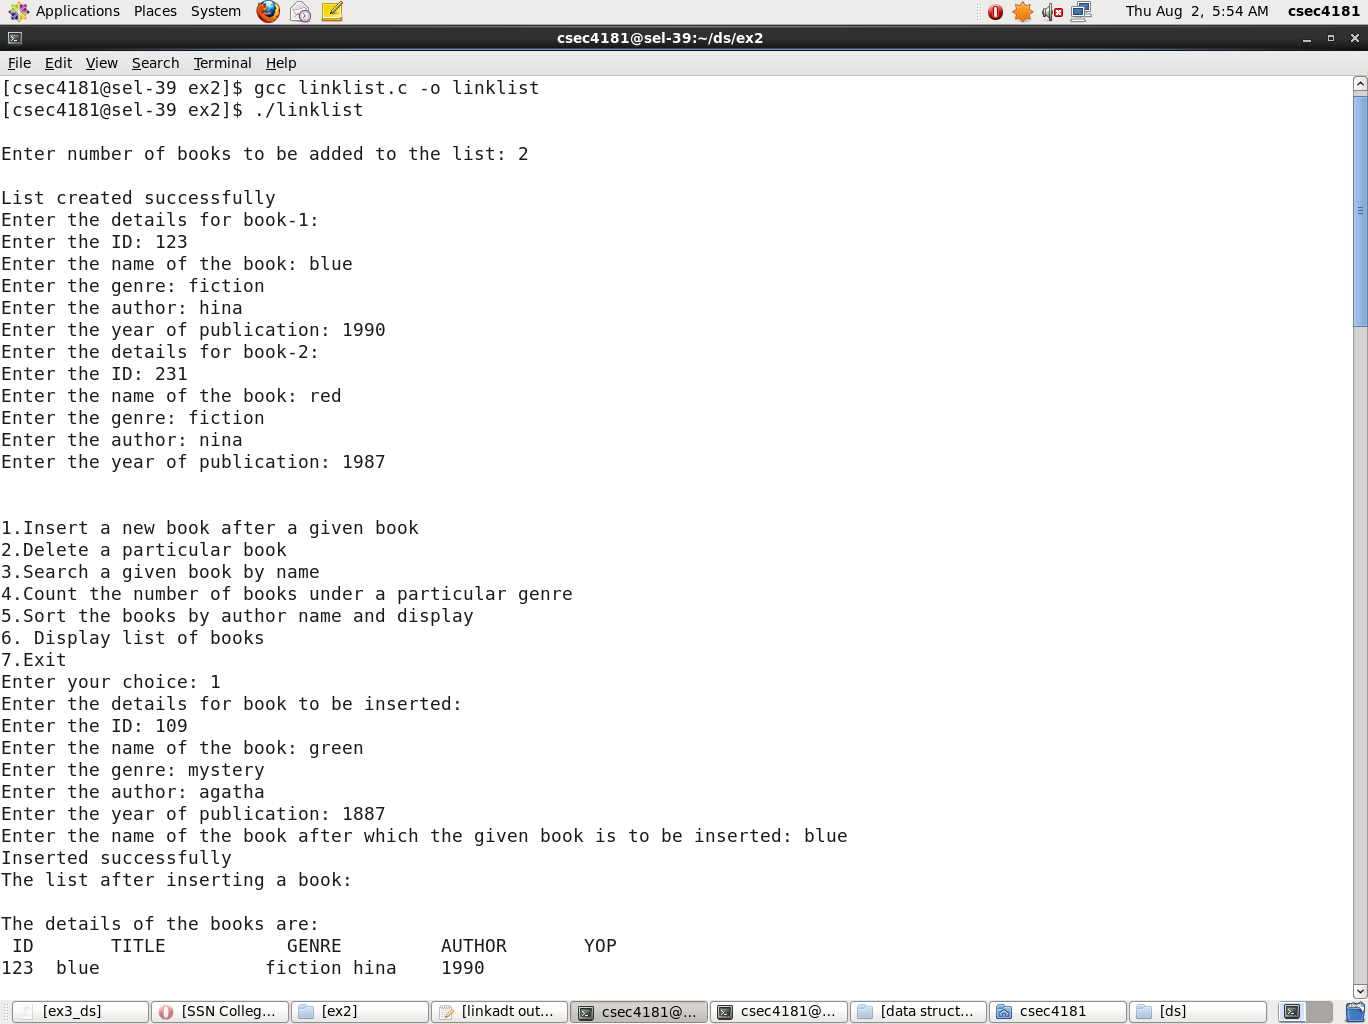 Applications Places System Thu Aug 2, 5:54 AM csec4181
csec4181@sel-39:~/ds/ex2
File Edit View Search Terminal Help
[csec4181@sel-39 ex2]$ gcc linklist.c -o linklist
[csec4181@sel-39 ex2]$ ./linklist
Enter number of books to be added to the list: 2
List created successfully
Enter the details for book-1:
Enter the ID: 123
Enter the name of the book: blue
Enter the genre: fiction
Enter the author: hina
Enter the year of publication: 1990
Enter the details for book-2:
Enter the ID: 231
Enter the name of the book: red
Enter the genre: fiction
Enter the author: nina
Enter the year of publication: 1987
1.Insert a new book after a given book
2.Delete a particular book
3.Search a given book by name
4.Count the number of books under a particular genre
5.Sort the books by author name and display
6. Display list of books
7.Exit
Enter your choice: 1
Enter the details for book to be inserted:
Enter the ID: 109
Enter the name of the book: green
Enter the genre: mystery
Enter the author: agatha
Enter the year of publication: 1887
Enter the name of the book after which the given book is to be inserted: blue
Inserted successfully
The list after inserting a book:
The details of the books are:
ID TITLE GENRE AUTHOR YOP
123 blue fiction hina 1990
[ex3_ds] [SSN Colleg... [ex2] [linkadt out... csec4181@... csec4181@... [data struct... csec4181 [ds]